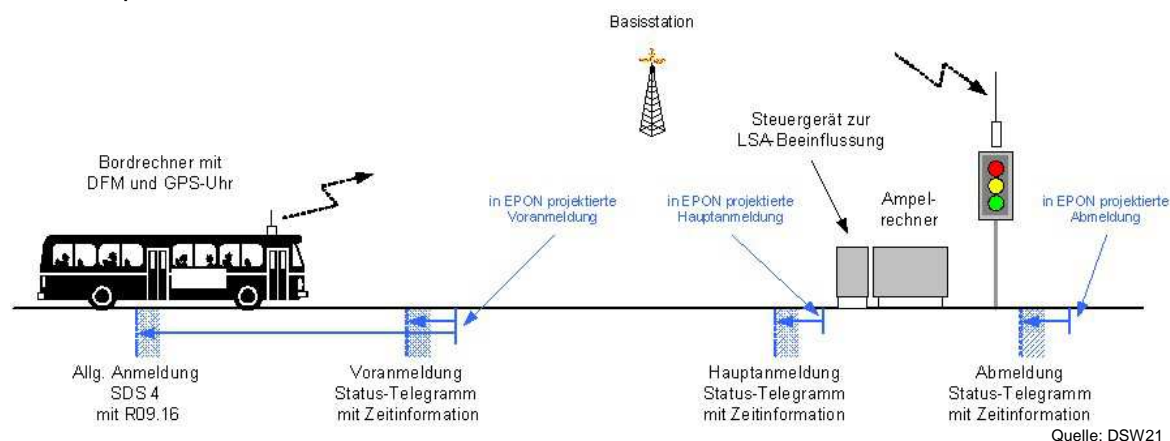 Basisstation
Steuergerät zur
LSA-Beeinflussung
Bordrechner mit
DFM und GPS-Uhr
in EPON projektierte
Voranmeldung
in EPON projektierte
Hauptanmeldung
Ampel-
rechner
in EPON projektierte
Abmeldung
Allg. Anmeldung
SDS 4
mit R09.16
Voranmeldung
Status-Telegramm
mit Zeitinformation
Hauptanmeldung
Status-Telegramm
mit Zeitinformation
Abmeldung
Status-Telegramm
mit Zeitinformation
Quelle: DSW21